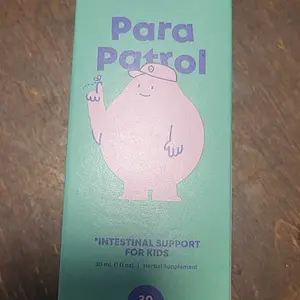 Para
Patrol
*INTESTINAL SUPPORT
FOR KIDS
30 mL (1 fl oz) | Herbal Supplement
30